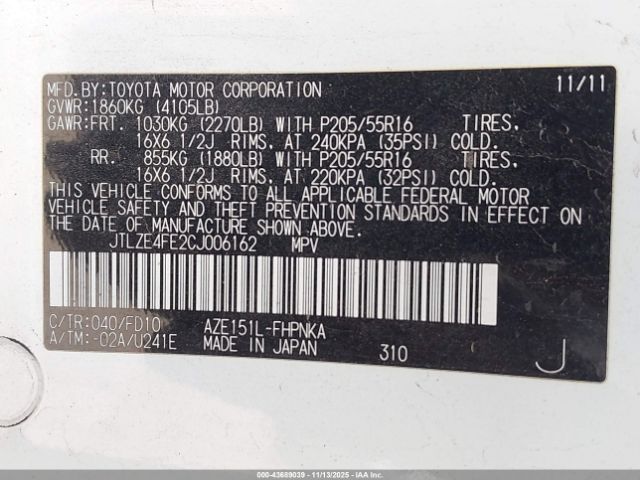 MFD.BY:TOYOTA MOTOR CORPORATION 11/11
GVWR:1860KG (4105LB)
GAWR:FRT. 1030KG (2270LB) WITH P205/55R16 TIRES,
16X6 1/2J RIMS, AT 240KPA (35PSI) COLD.
RR. 855KG (1880LB) WITH P205/55R16 TIRES,
16X6 1/2J RIMS, AT 220KPA (32PSI) COLD.
THIS VEHICLE CONFORMS TO ALL APPLICABLE FEDERAL MOTOR
VEHICLE SAFETY AND THEFT PREVENTION STANDARDS IN EFFECT ON
THE DATE OF MANUFACTURE SHOWN ABOVE.
JTLZE4FE2CJ006162 MPV
C/TR:040/FD10 AZE151L-FHPNKA
A/TM:-02A/U241E MADE IN JAPAN 310 J
000-43689039 - 11/13/2025 - IAAI.COM